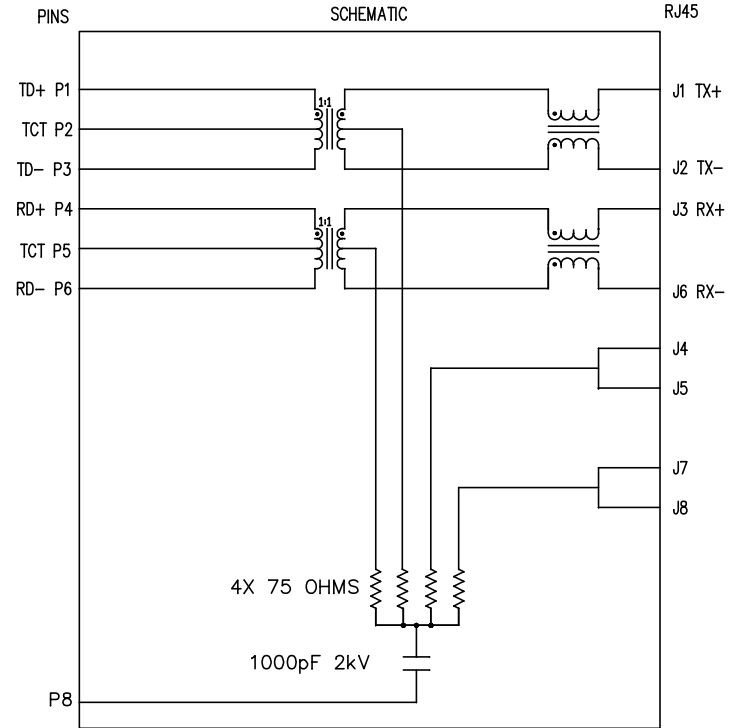 PINS
SCHEMATIC
RJ45
TD+ P1
1:1
J1 TX+
TCT P2
TD- P3
J2 TX-
RD+ P4
1:1
J3 RX+
TCT P5
RD- P6
J6 RX-
J4
J5
J7
J8
4X 75 OHMS
1000pF 2kV
P8